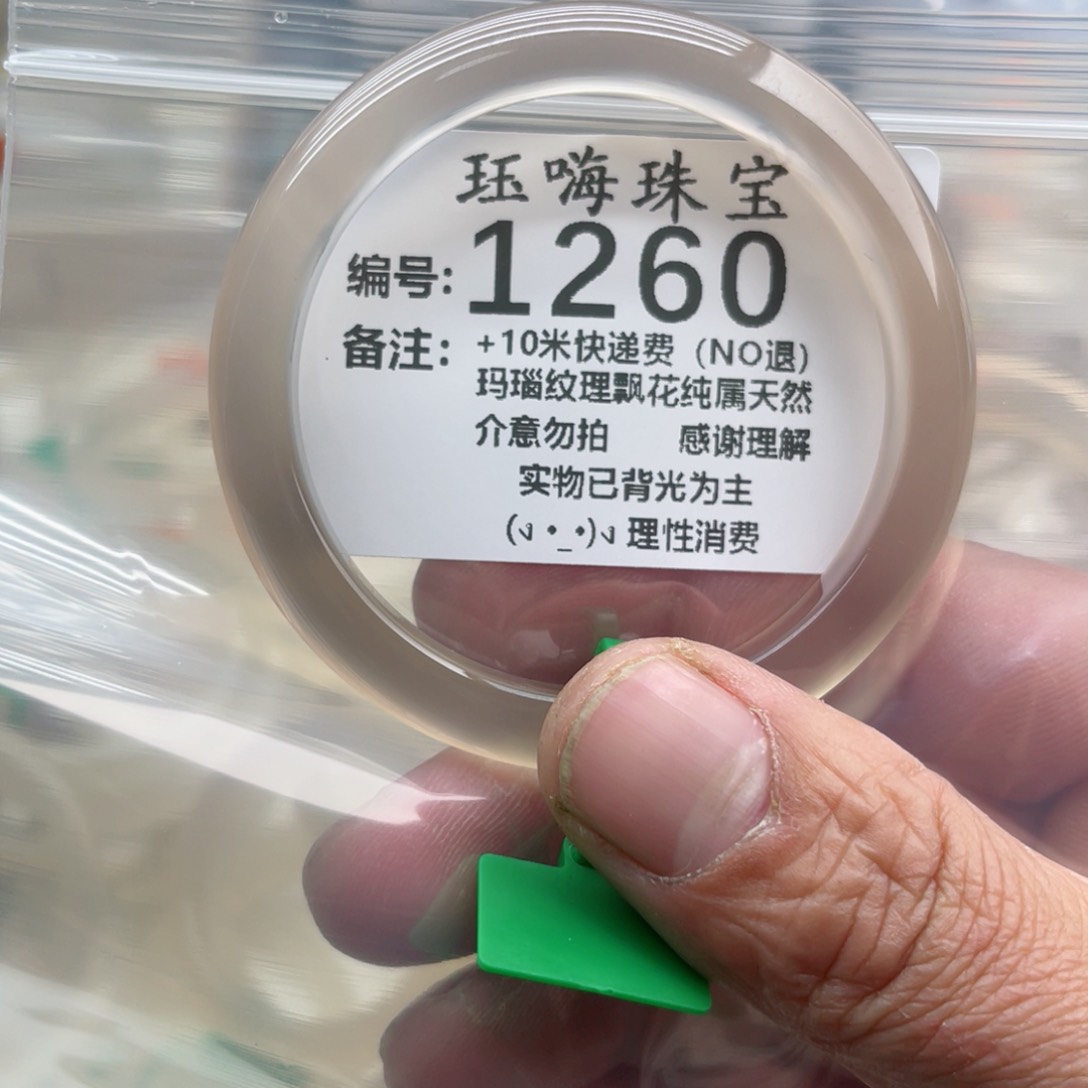 珏嗨珠宝
编号：1260
备注：+10米快递费（NO退）
玛瑙纹理飘花纯属天然
介意勿拍 感谢理解
实物已背光为主
(ง •_•)ง 理性消费